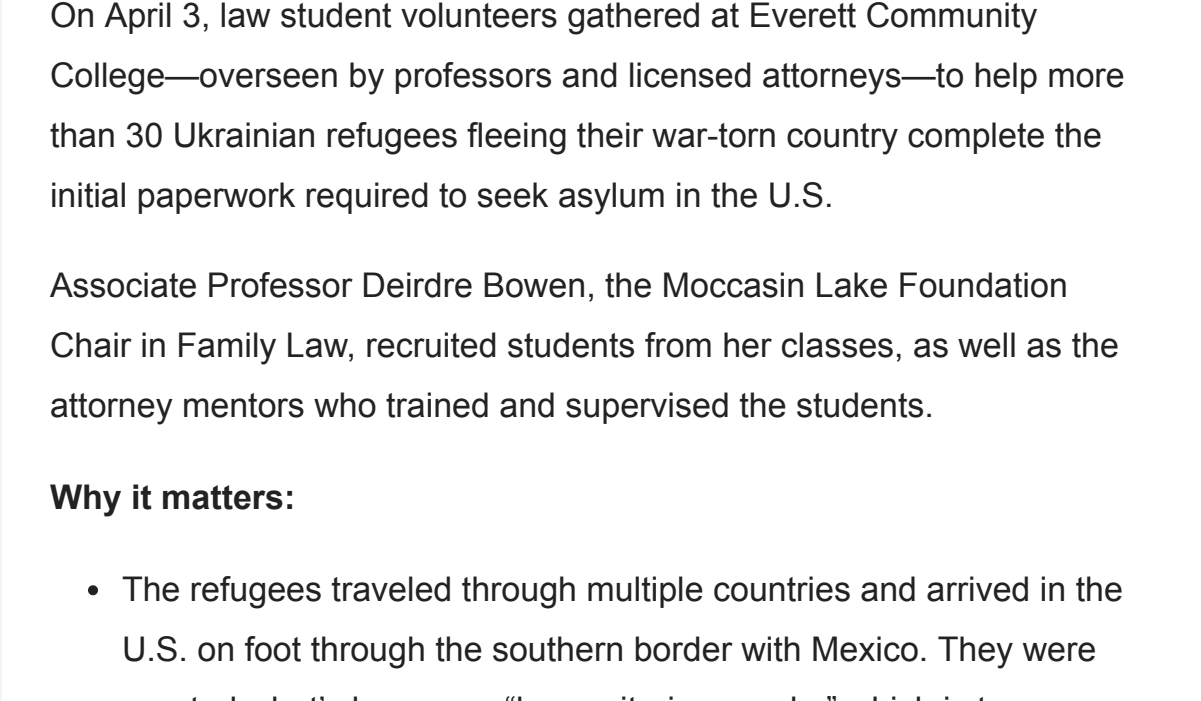 On April 3, law student volunteers gathered at Everett Community
College—overseen by professors and licensed attorneys—to help more
than 30 Ukrainian refugees fleeing their war-torn country complete the
initial paperwork required to seek asylum in the U.S.
Associate Professor Deirdre Bowen, the Moccasin Lake Foundation
Chair in Family Law, recruited students from her classes, as well as the
attorney mentors who trained and supervised the students.
Why it matters:
• The refugees traveled through multiple countries and arrived in the
U.S. on foot through the southern border with Mexico. They were